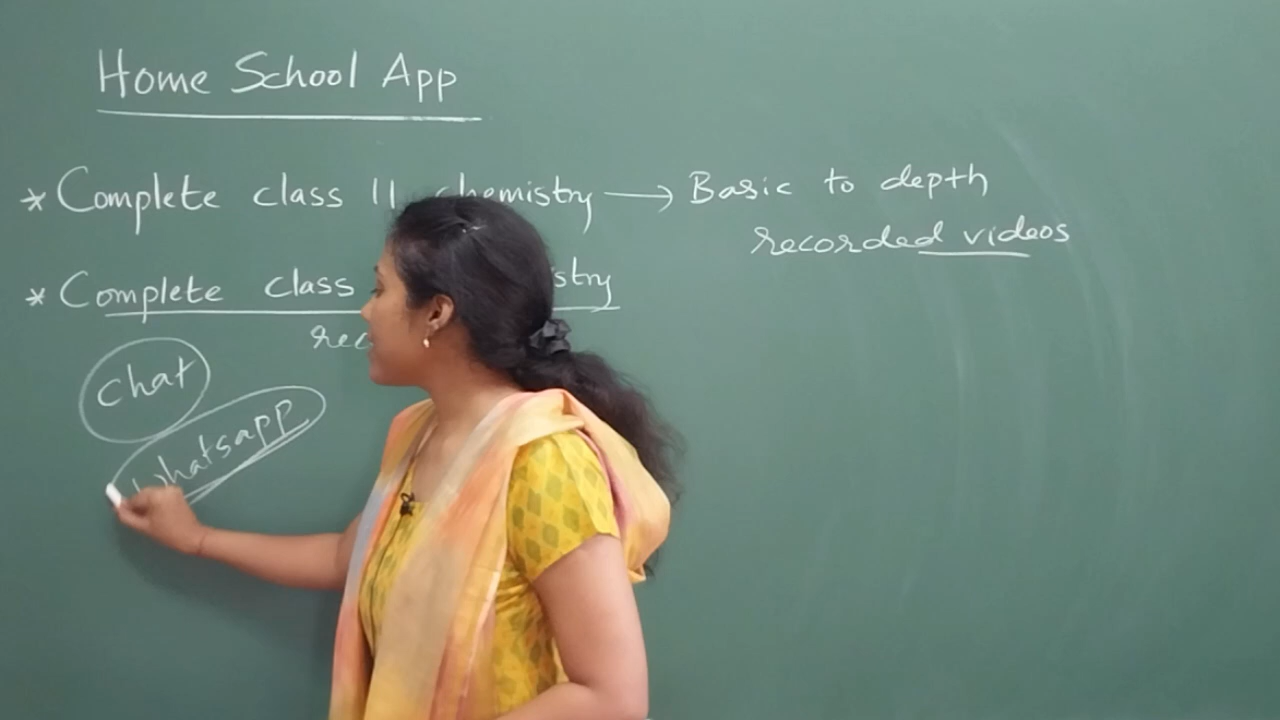 Home School App
* Complete class 11 chemistry → Basic to depth
recorded videos
* Complete class
chat
whatsapp